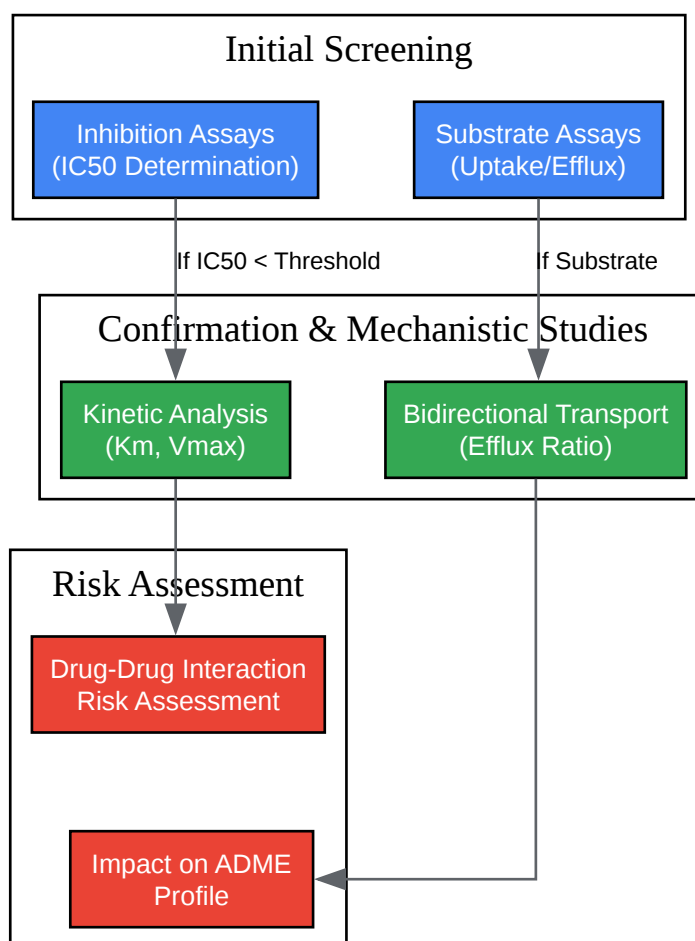 Initial Screening
Inhibition Assays
(IC50 Determination)
Substrate Assays
(Uptake/Efflux)
If IC50 < Threshold
If Substrate
Confirmation & Mechanistic Studies
Kinetic Analysis
(Km, Vmax)
Bidirectional Transport
(Efflux Ratio)
Risk Assessment
Drug-Drug Interaction
Risk Assessment
Impact on ADME
Profile